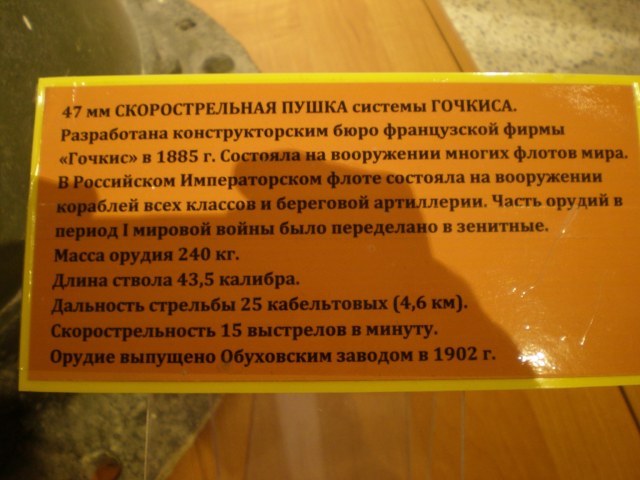 47 мм СКОРОСТРЕЛЬНАЯ ПУШКА системы ГОЧКИСА.
Разработана конструкторским бюро французской фирмы
«Гочкис» в 1885 г. Состояла на вооружении многих флотов мира.
В Российском Императорском флоте состояла на вооружении
кораблей всех классов и береговой артиллерии. Часть орудий в
период I мировой войны было переделано в зенитные.
Масса орудия 240 кг.
Длина ствола 43,5 калибра.
Дальность стрельбы 25 кабельтовых (4,6 км).
Скорострельность 15 выстрелов в минуту.
Орудие выпущено Обуховским заводом в 1902 г.